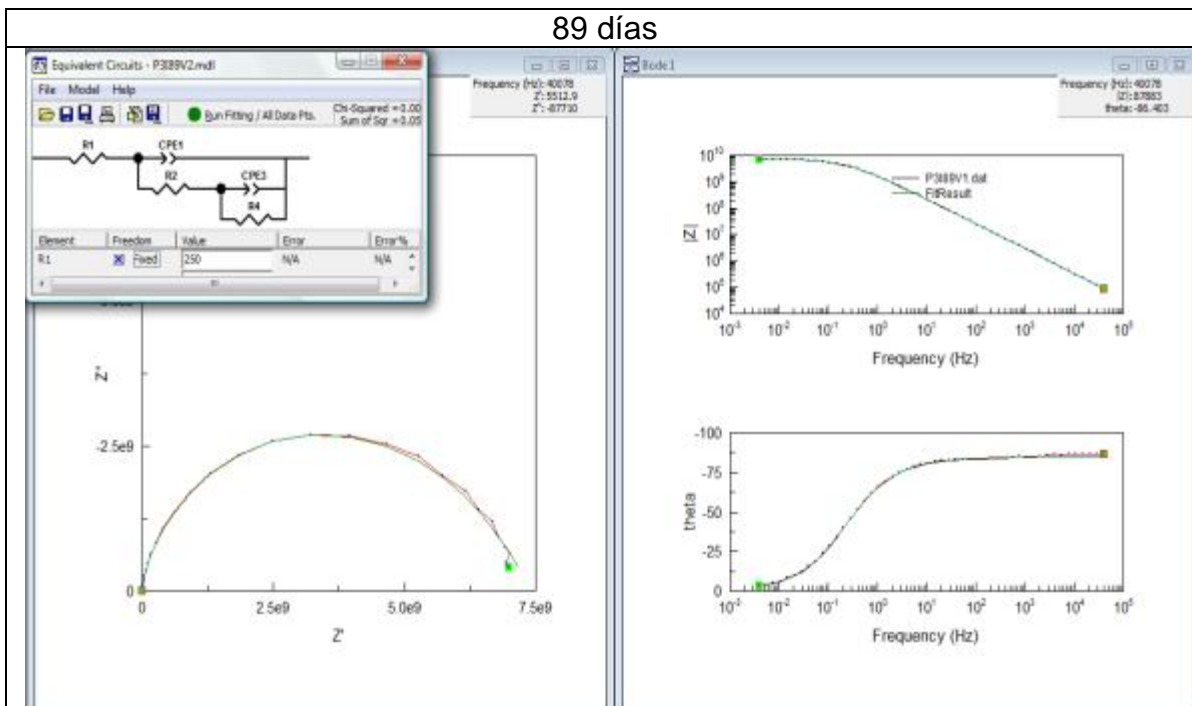 89 días
Equivalent Circuits - P3I89V2.mdl
File Model Help
Run Fitting / All Data Pts.
Chi-Squared =0.00
Sum of Sqr =0.05
R1
CPE1
R2
CPE3
R4
Element Freedom Value Error Error%
R1 Fixed 250 N/A N/A
Frequency (Hz): 40078
Z': 5512.9
Z'': -87710
-2.5e9
0
Z''
0 2.5e9 5.0e9 7.5e9
Z'
Bode1
Frequency (Hz): 40078
|Z|: 87883
theta: -86.403
10¹⁰
10⁹
10⁸
10⁷
10⁶
10⁵
10⁴
|Z|
P3I89V1.dat
FitResult
10⁻³ 10⁻² 10⁻¹ 10⁰ 10¹ 10² 10³ 10⁴ 10⁵
Frequency (Hz)
-100
-75
-50
-25
0
theta
10⁻³ 10⁻² 10⁻¹ 10⁰ 10¹ 10² 10³ 10⁴ 10⁵
Frequency (Hz)